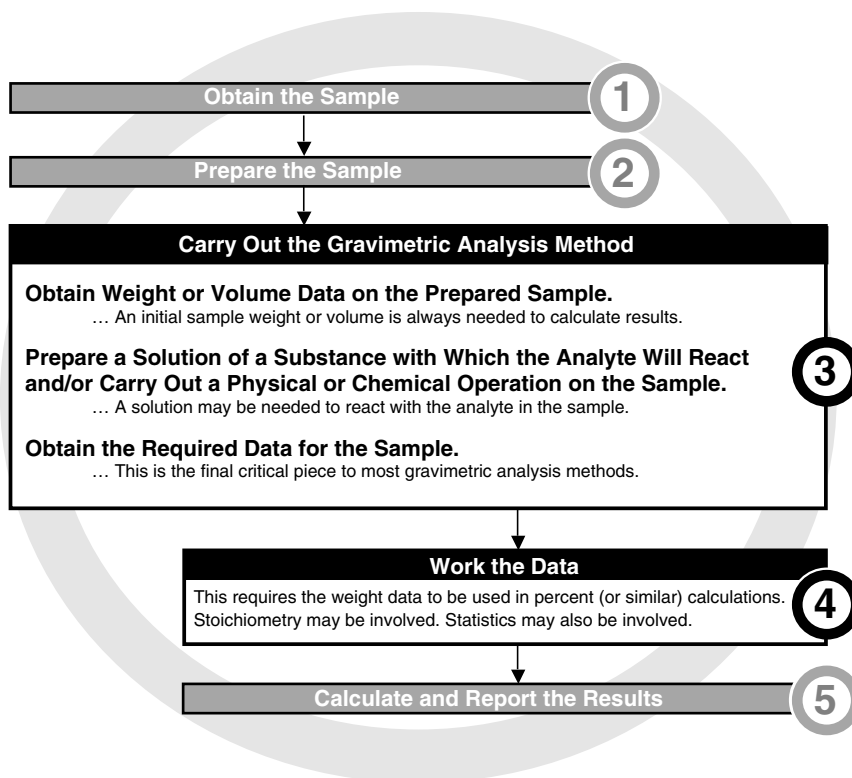 Obtain the Sample
1
Prepare the Sample
2
Carry Out the Gravimetric Analysis Method
Obtain Weight or Volume Data on the Prepared Sample.
… An initial sample weight or volume is always needed to calculate results.
Prepare a Solution of a Substance with Which the Analyte Will React
and/or Carry Out a Physical or Chemical Operation on the Sample.
… A solution may be needed to react with the analyte in the sample.
Obtain the Required Data for the Sample.
… This is the final critical piece to most gravimetric analysis methods.
3
Work the Data
This requires the weight data to be used in percent (or similar) calculations.
Stoichiometry may be involved. Statistics may also be involved.
4
Calculate and Report the Results
5